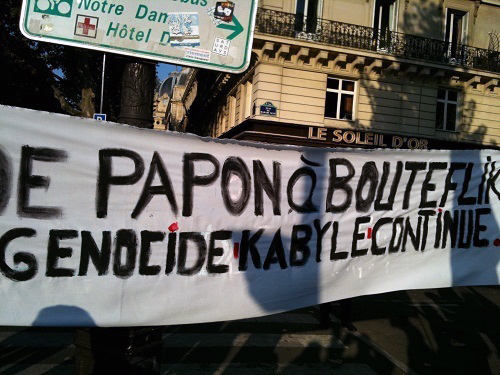 Notre Dam
Hôtel D
LE SOLEIL D'OR
DE PAPON À BOUTEFLIK
GENOCIDE KABYLE CONTINUE.